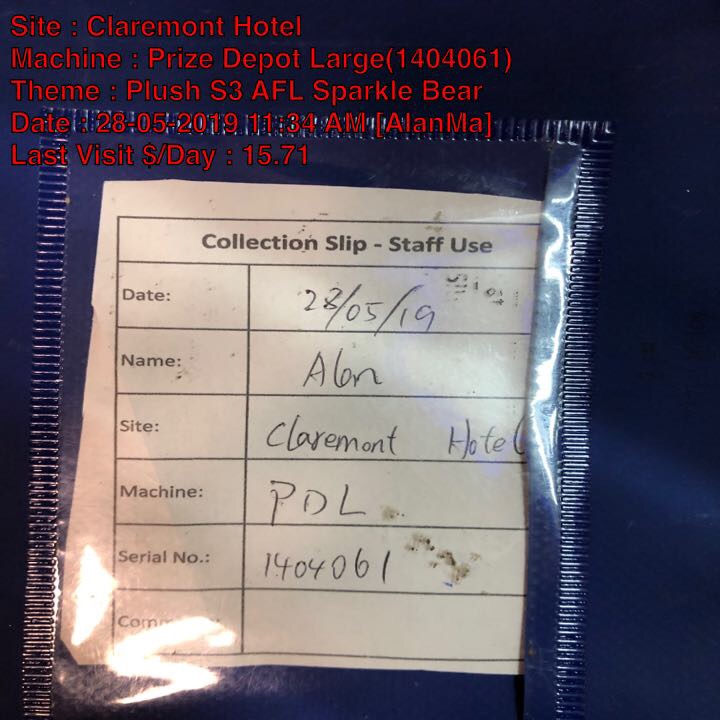 Site : Claremont Hotel
Machine : Prize Depot Large(1404061)
Theme : Plush S3 AFL Sparkle Bear
Date : 28-05-2019 11:34 AM [AlanMa]
Last Visit $/Day : 15.71
Collection Slip - Staff Use
Date: 28/05/19
Name: Alan
Site: Claremont Hotel
Machine: PDL
Serial No.: 1404061